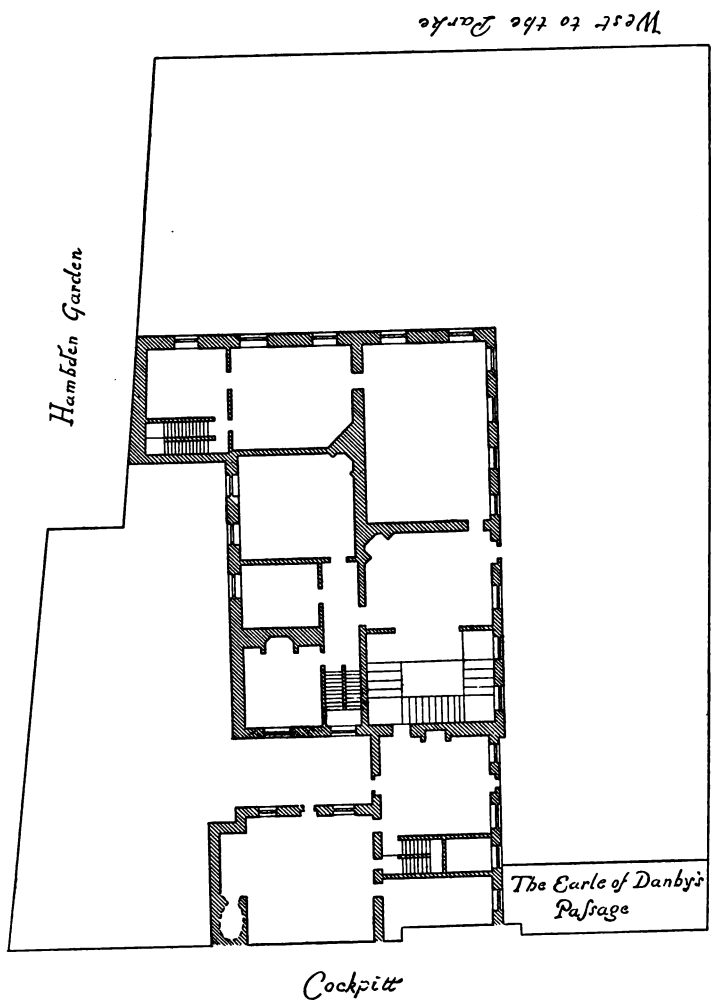 West to the Parke
Hambden Garden
The Earle of Danby's
Paſsage
Cockpitt